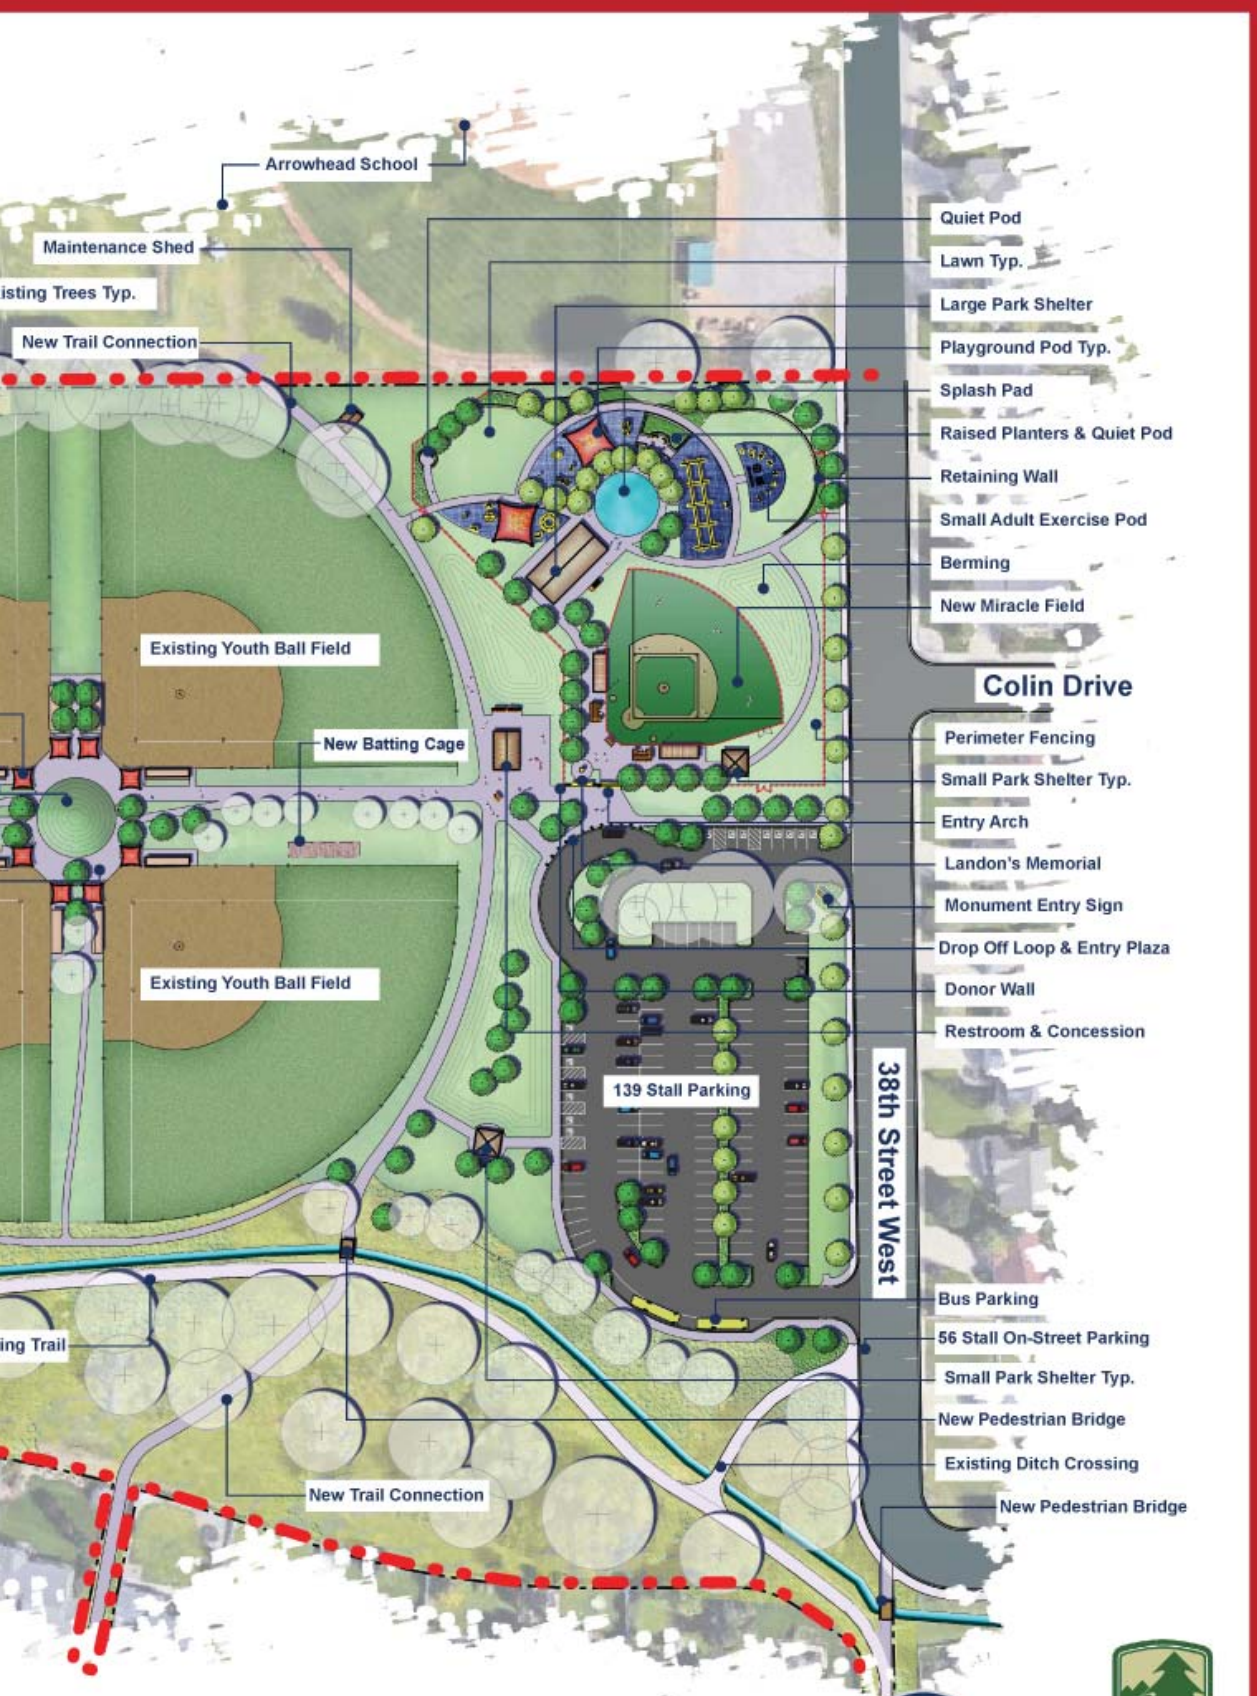 Arrowhead School
Maintenance Shed
isting Trees Typ.
New Trail Connection
Quiet Pod
Lawn Typ.
Large Park Shelter
Playground Pod Typ.
Splash Pad
Raised Planters & Quiet Pod
Retaining Wall
Small Adult Exercise Pod
Berming
New Miracle Field
Existing Youth Ball Field
Colin Drive
New Batting Cage
Perimeter Fencing
Small Park Shelter Typ.
Entry Arch
Landon's Memorial
Monument Entry Sign
Drop Off Loop & Entry Plaza
Existing Youth Ball Field
Donor Wall
Restroom & Concession
139 Stall Parking
38th Street West
Bus Parking
56 Stall On-Street Parking
ing Trail
Small Park Shelter Typ.
New Pedestrian Bridge
Existing Ditch Crossing
New Trail Connection
New Pedestrian Bridge